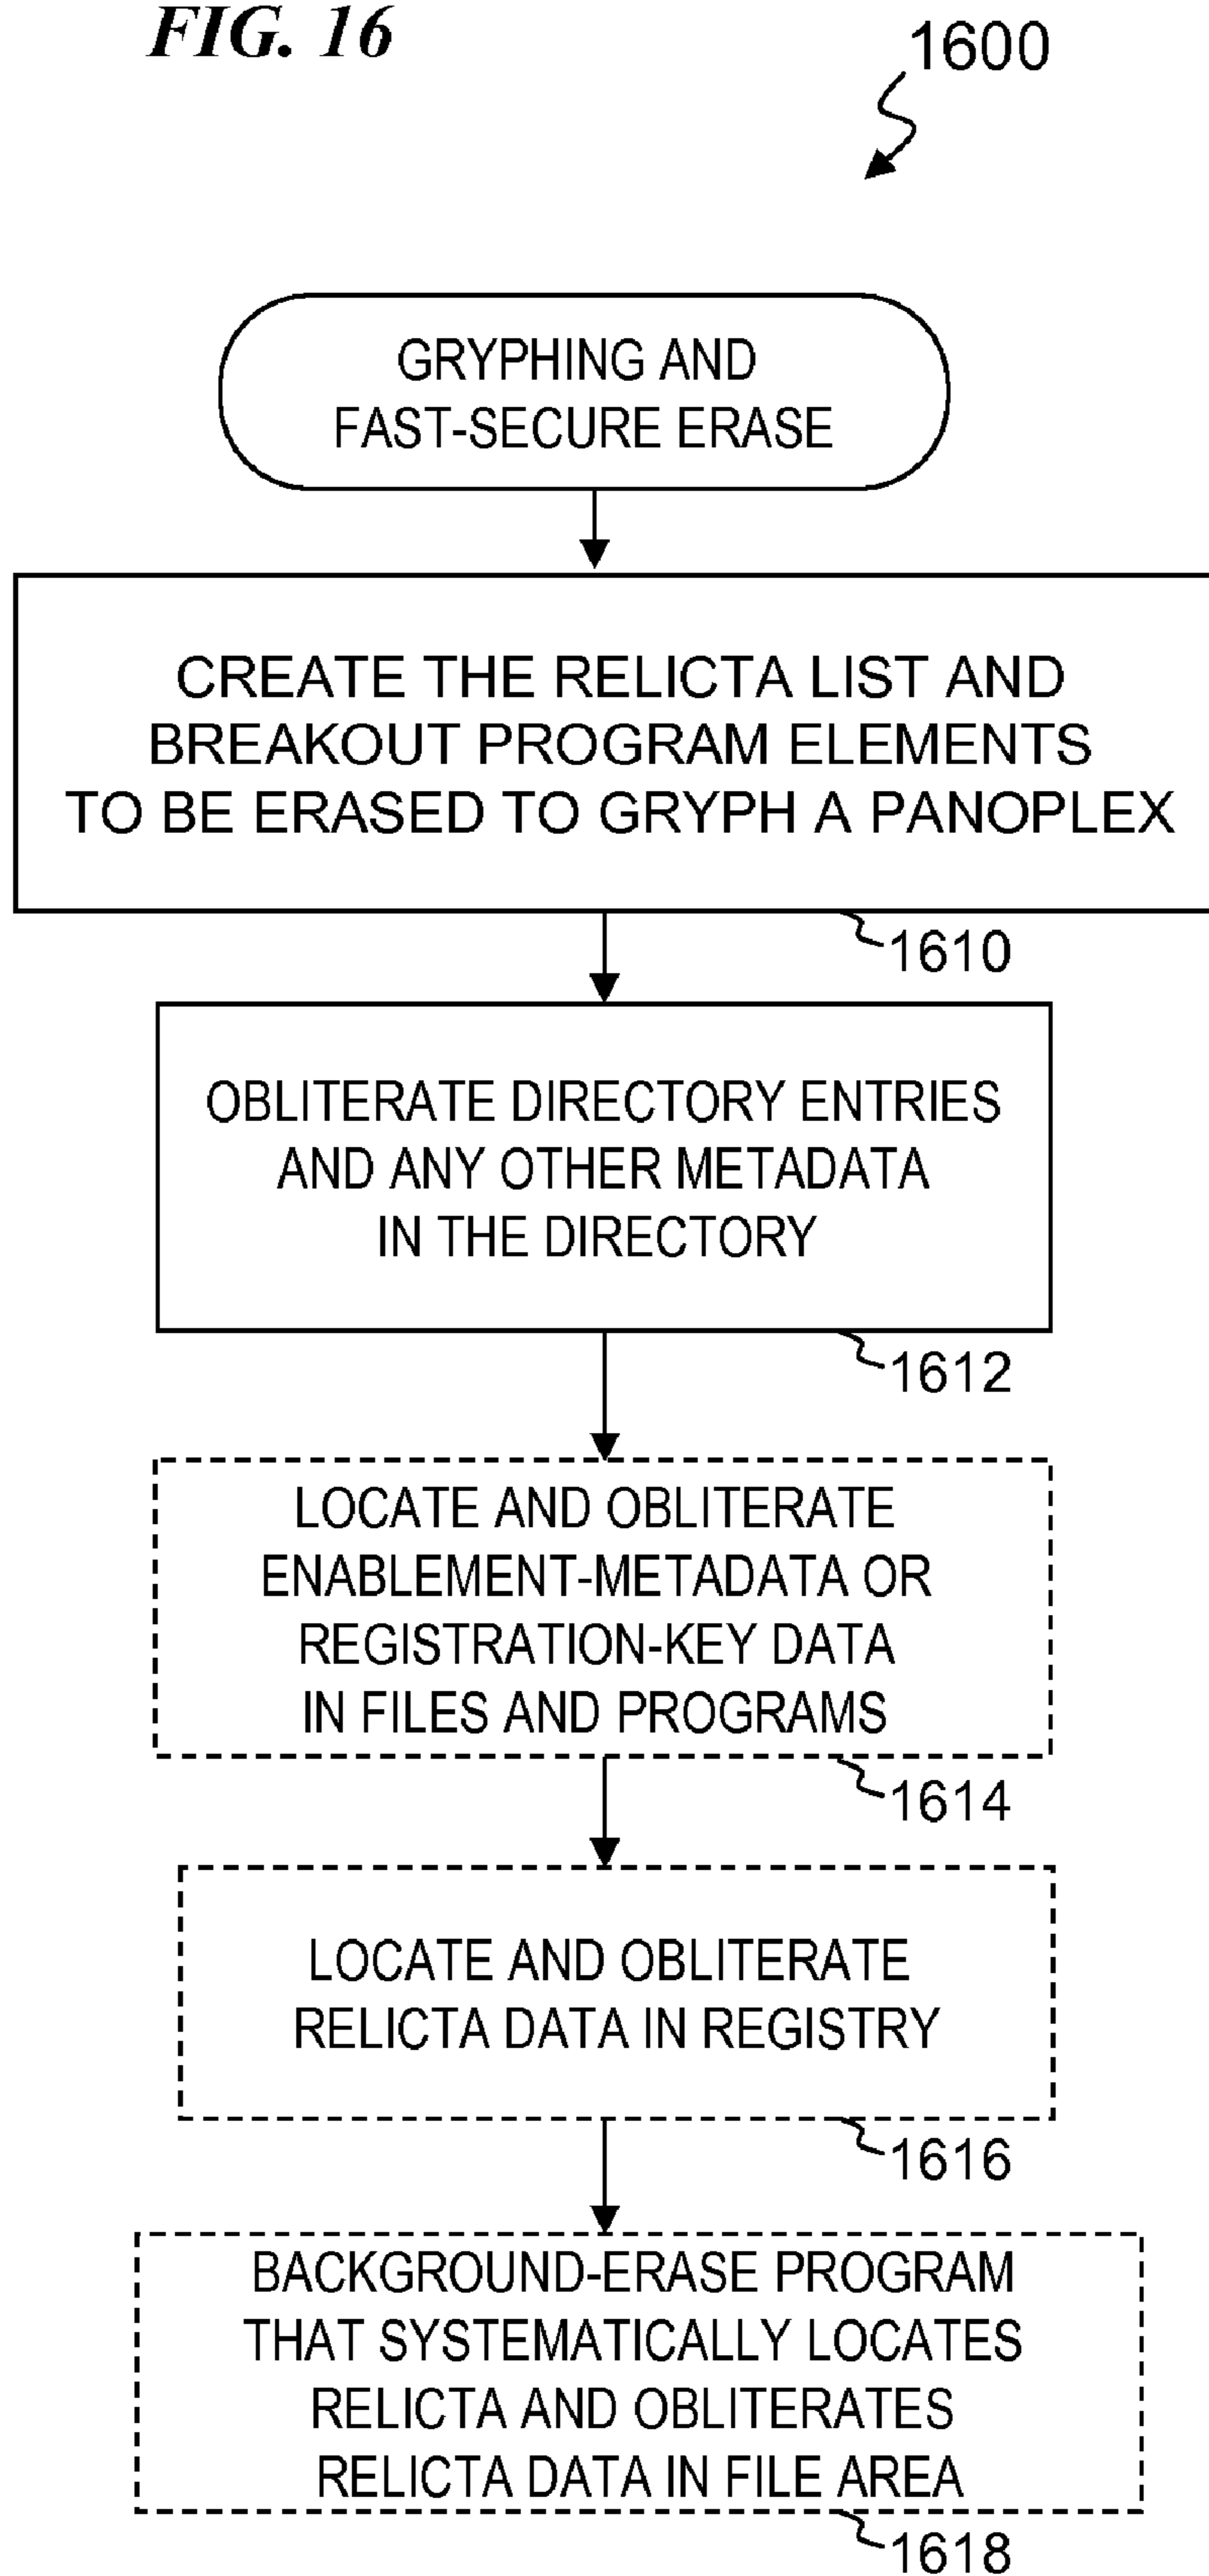 FIG. 16
1600
GRYPHING AND
FAST-SECURE ERASE
CREATE THE RELICTA LIST AND
BREAKOUT PROGRAM ELEMENTS
TO BE ERASED TO GRYPH A PANOPLEX
1610
OBLITERATE DIRECTORY ENTRIES
AND ANY OTHER METADATA
IN THE DIRECTORY
1612
LOCATE AND OBLITERATE
ENABLEMENT-METADATA OR
REGISTRATION-KEY DATA
IN FILES AND PROGRAMS
1614
LOCATE AND OBLITERATE
RELICTA DATA IN REGISTRY
1616
BACKGROUND-ERASE PROGRAM
THAT SYSTEMATICALLY LOCATES
RELICTA AND OBLITERATES
RELICTA DATA IN FILE AREA
1618